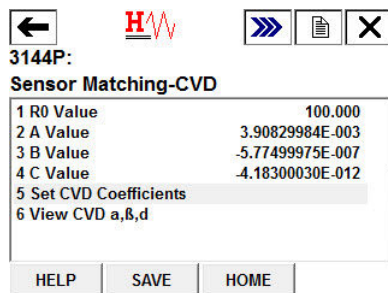 H
3144P:
Sensor Matching-CVD
1 R0 Value 100.000
2 A Value 3.90829984E-003
3 B Value -5.77499975E-007
4 C Value -4.18300030E-012
5 Set CVD Coefficients
6 View CVD a,ß,d
HELP SAVE HOME